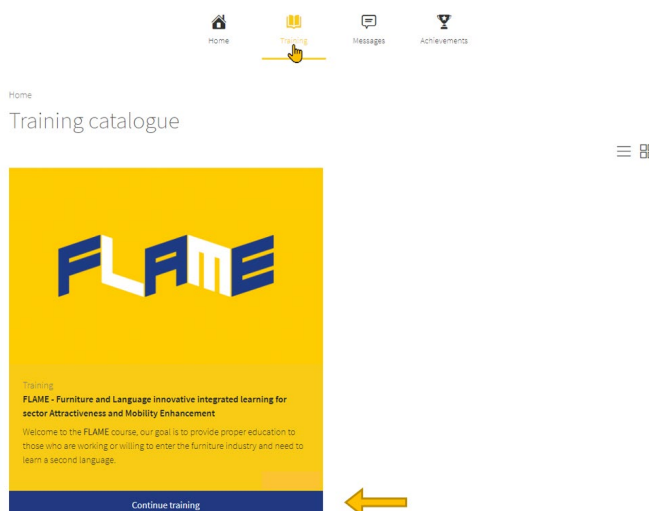 Home
Training
Messages
Achievements
Home
Training catalogue
FLAME
Training
FLAME - Furniture and Language innovative integrated learning for
sector Attractiveness and Mobility Enhancement
Welcome to the FLAME course, our goal is to provide proper education to
those who are working or willing to enter the furniture industry and need to
learn a second language.
Continue training